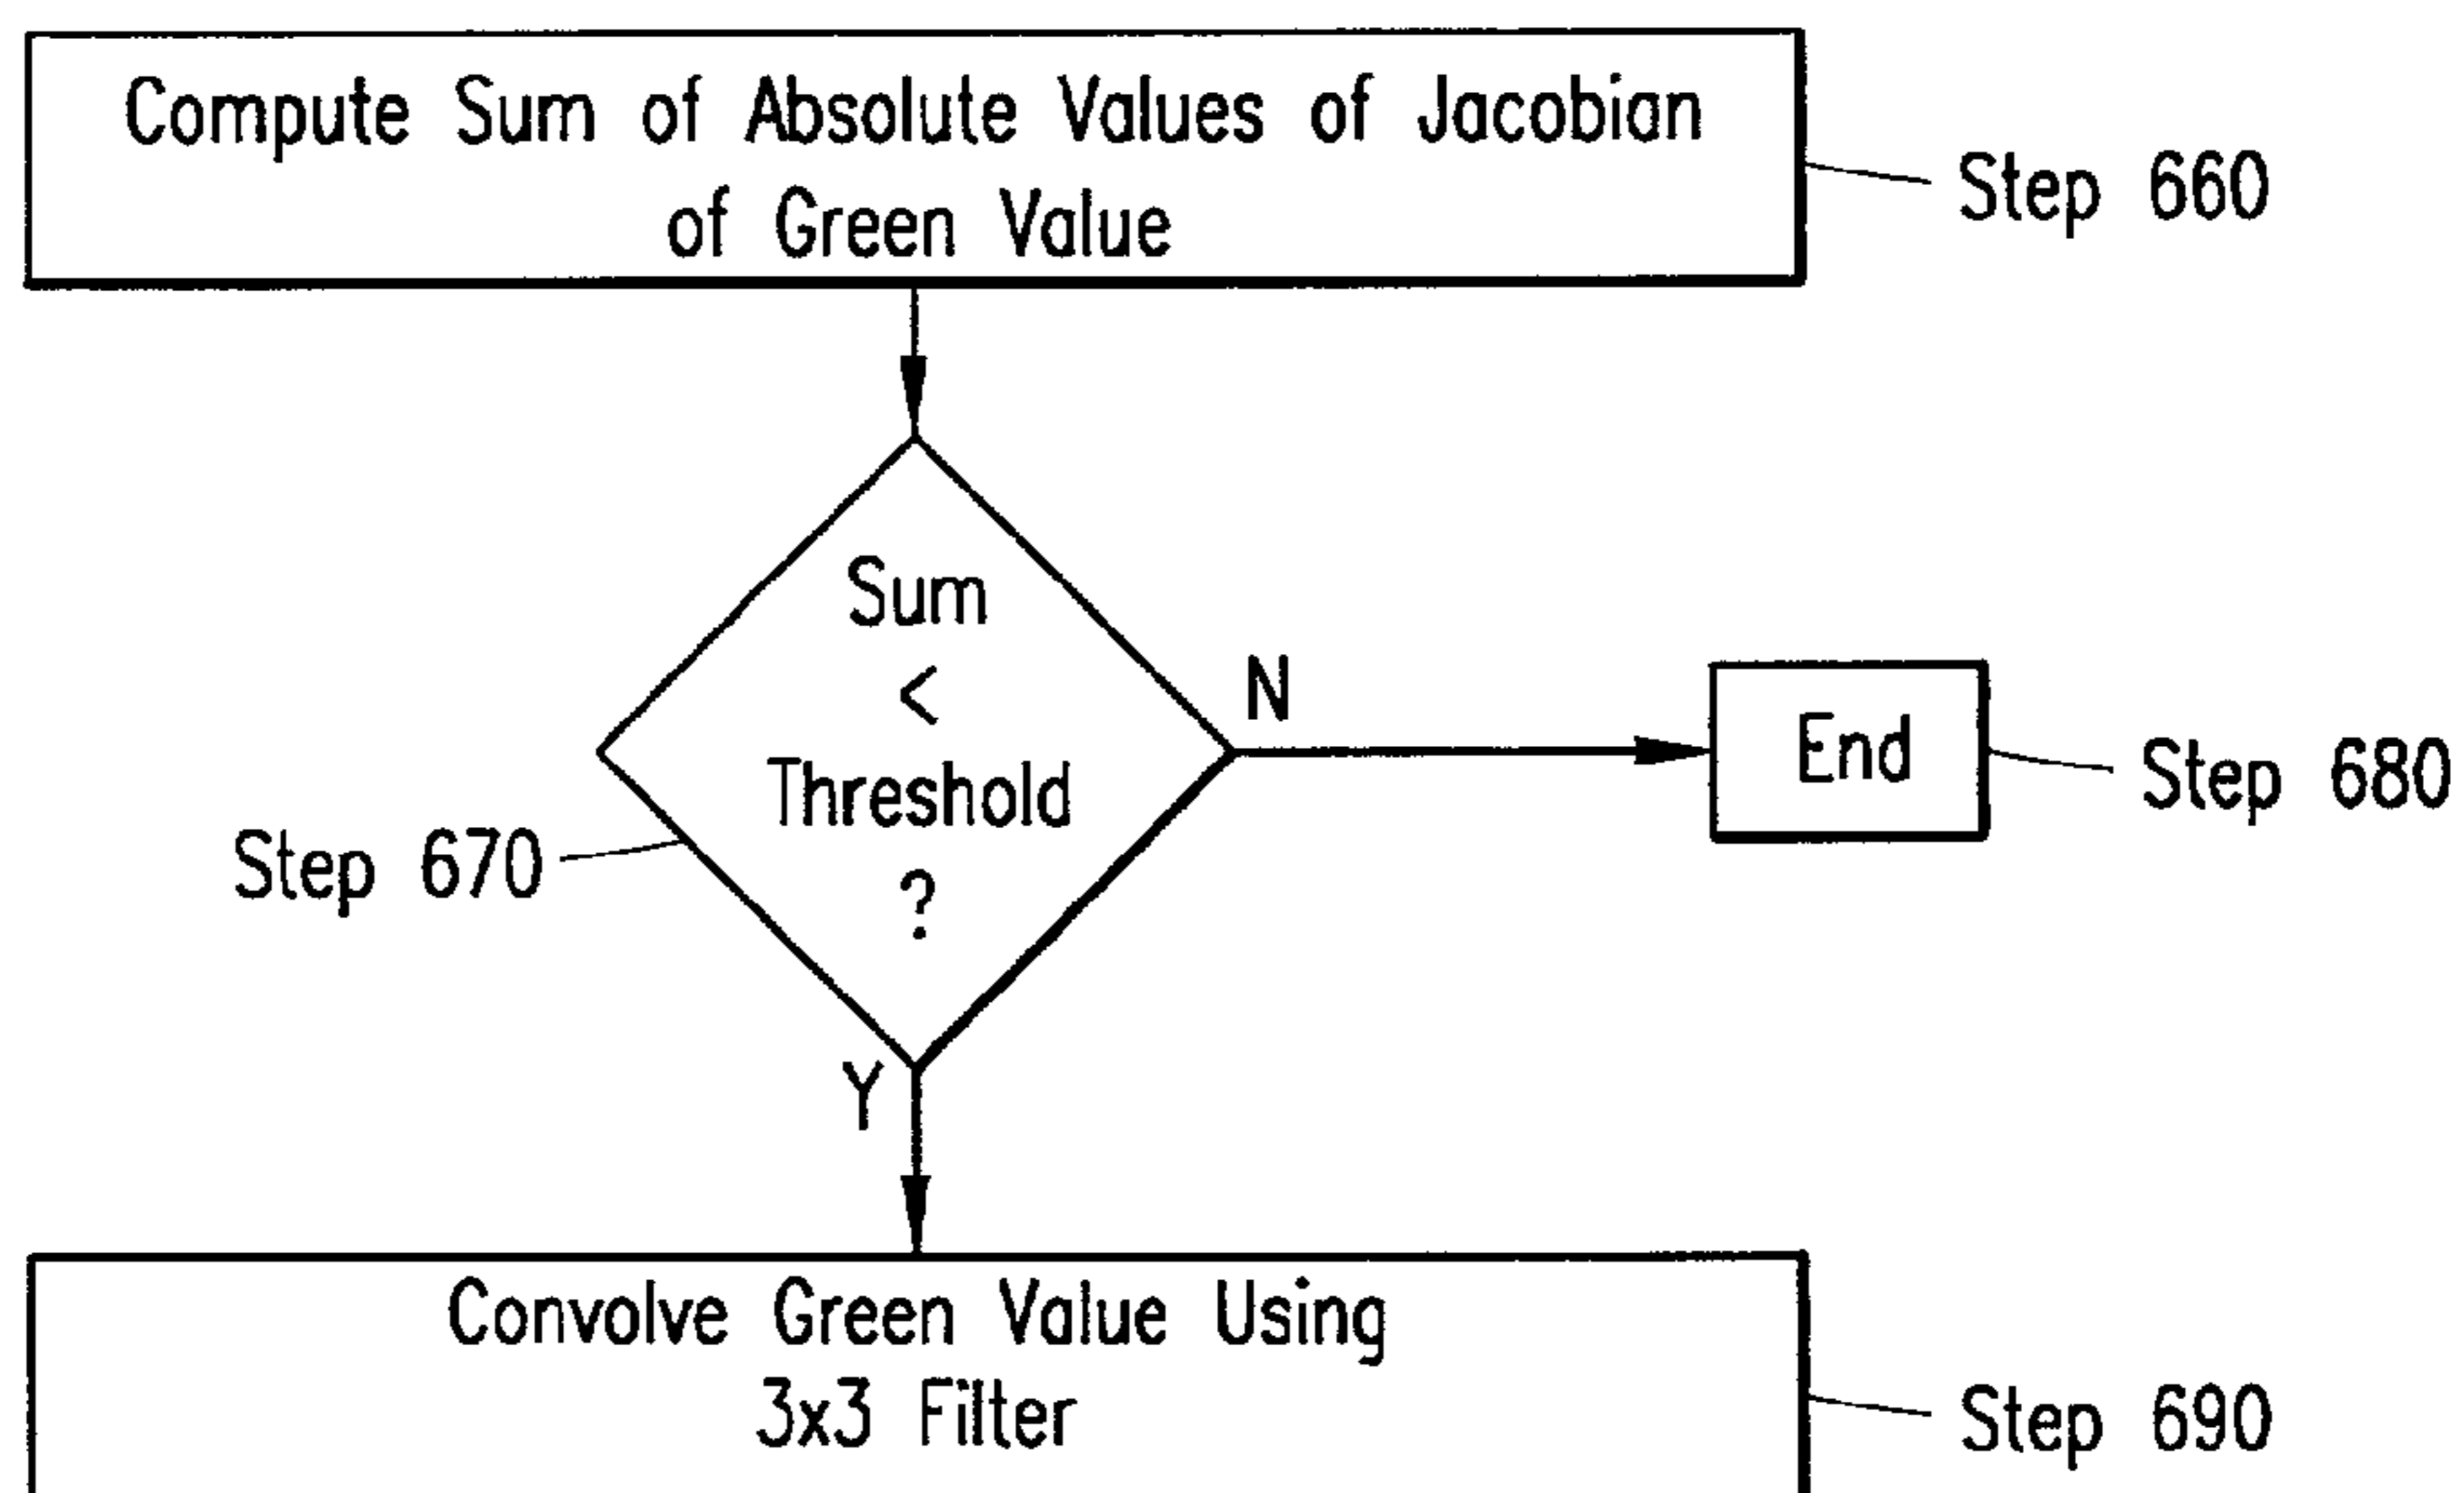 Compute Sum of Absolute Values of Jacobian
of Green Value
Step 660
Sum
<
Threshold
?
N
End
Step 680
Step 670
Y
Convolve Green Value Using
3x3 Filter
Step 690